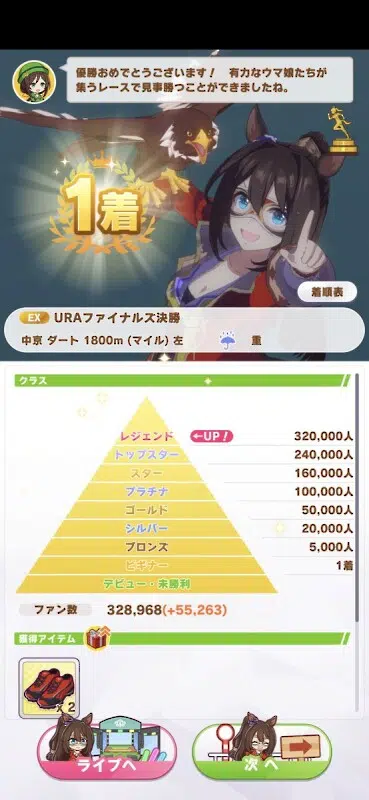 優勝おめでとうございます！　有力なウマ娘たちが
集うレースで見事勝つことができましたね。
1着
着順表
EX URAファイナルズ決勝
中京 ダート 1800m (マイル) 左 重
クラス
レジェンド ←UP！ 320,000人
トップスター 240,000人
スター 160,000人
プラチナ 100,000人
ゴールド 50,000人
シルバー 20,000人
ブロンズ 5,000人
ビギナー 1着
デビュー・未勝利
ファン数 328,968(+55,263)
獲得アイテム
x 2
ライブへ 次へ